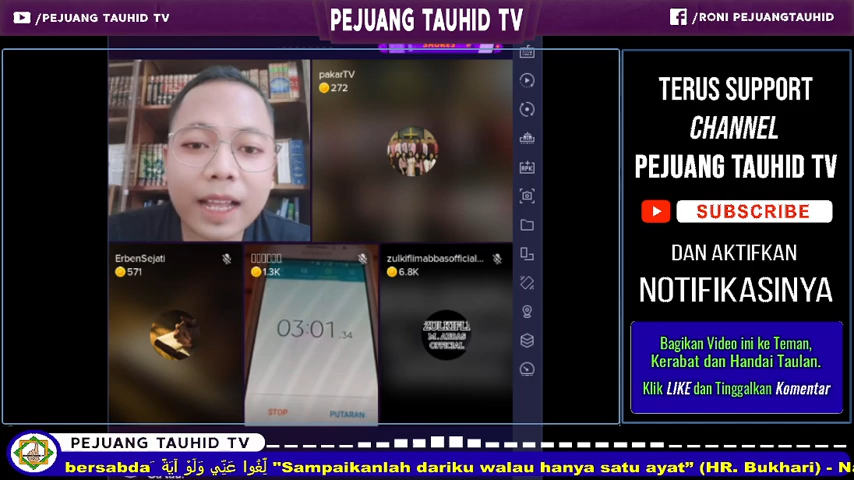 /PEJUANG TAUHID TV
PEJUANG TAUHID TV
/RONI PEJUANGTAUHID
pakarTV
272
ErbenSejati
571
1.3K
zulkiflimabbasofficial...
6.8K
03:01.34
STOP
PUTARAN
ZULKIFLI
M. ABBAS
OFFICIAL
TERUS SUPPORT
CHANNEL
PEJUANG TAUHID TV
SUBSCRIBE
DAN AKTIFKAN
NOTIFIKASINYA
Bagikan Video ini ke Teman,
Kerabat dan Handai Taulan.
Klik LIKE dan Tinggalkan Komentar
PEJUANG TAUHID TV
bersabda لِّغُوا عَنِّي وَلَوْ آيَةً "Sampaikanlah dariku walau hanya satu ayat” (HR. Bukhari) - Na